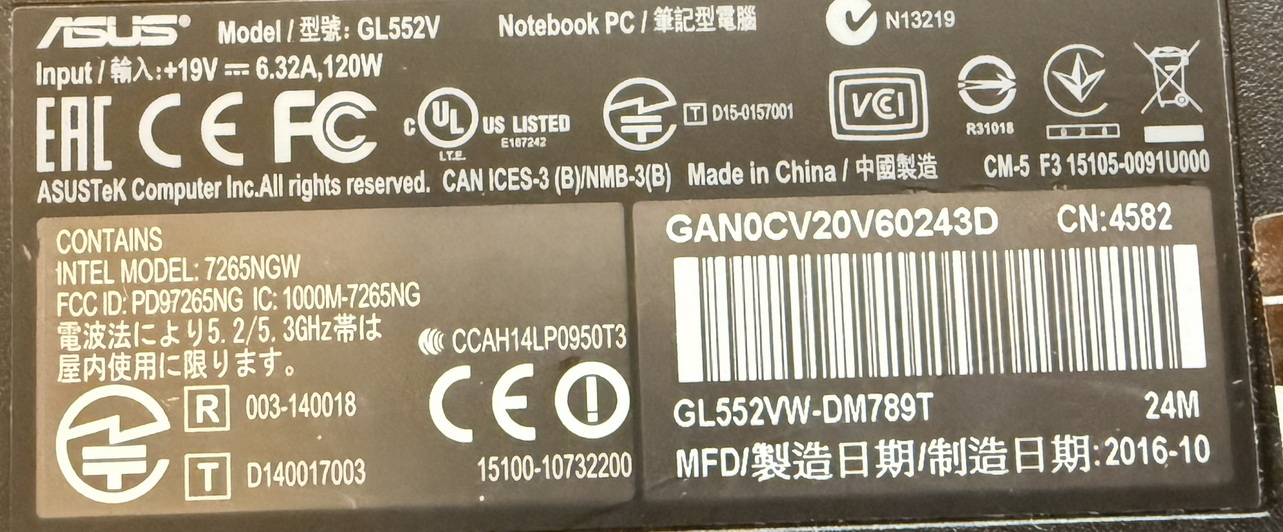 ASUS® Model / 型號: GL552V Notebook PC / 筆記型電腦 N13219
Input / 輸入:+19V ⎓ 6.32A,120W
EAC CE FC c UL US LISTED T D15-0157001 VCI
I.T.E. E187242 R31018
ASUSTeK Computer Inc.All rights reserved. CAN ICES-3 (B)/NMB-3(B) Made in China / 中國製造 CM-5 F3 15105-0091U000
CONTAINS
INTEL MODEL: 7265NGW
FCC ID: PD97265NG IC: 1000M-7265NG
電波法により5.2/5.3GHz帯は
屋内使用に限ります。
CCAH14LP0950T3
R 003-140018
CE
T D140017003
15100-10732200
GAN0CV20V60243D CN:4582
GL552VW-DM789T 24M
MFD/製造日期/制造日期:2016-10